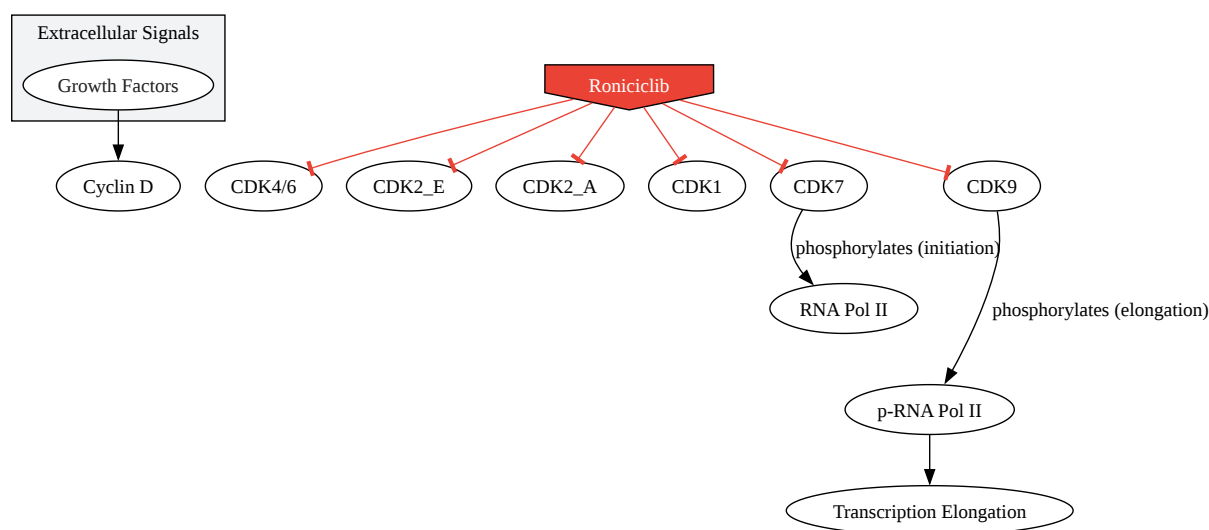 Extracellular Signals
Growth Factors
Roniciclib
Cyclin D
CDK4/6
CDK2_E
CDK2_A
CDK1
CDK7
CDK9
phosphorylates (initiation)
RNA Pol II
phosphorylates (elongation)
p-RNA Pol II
Transcription Elongation